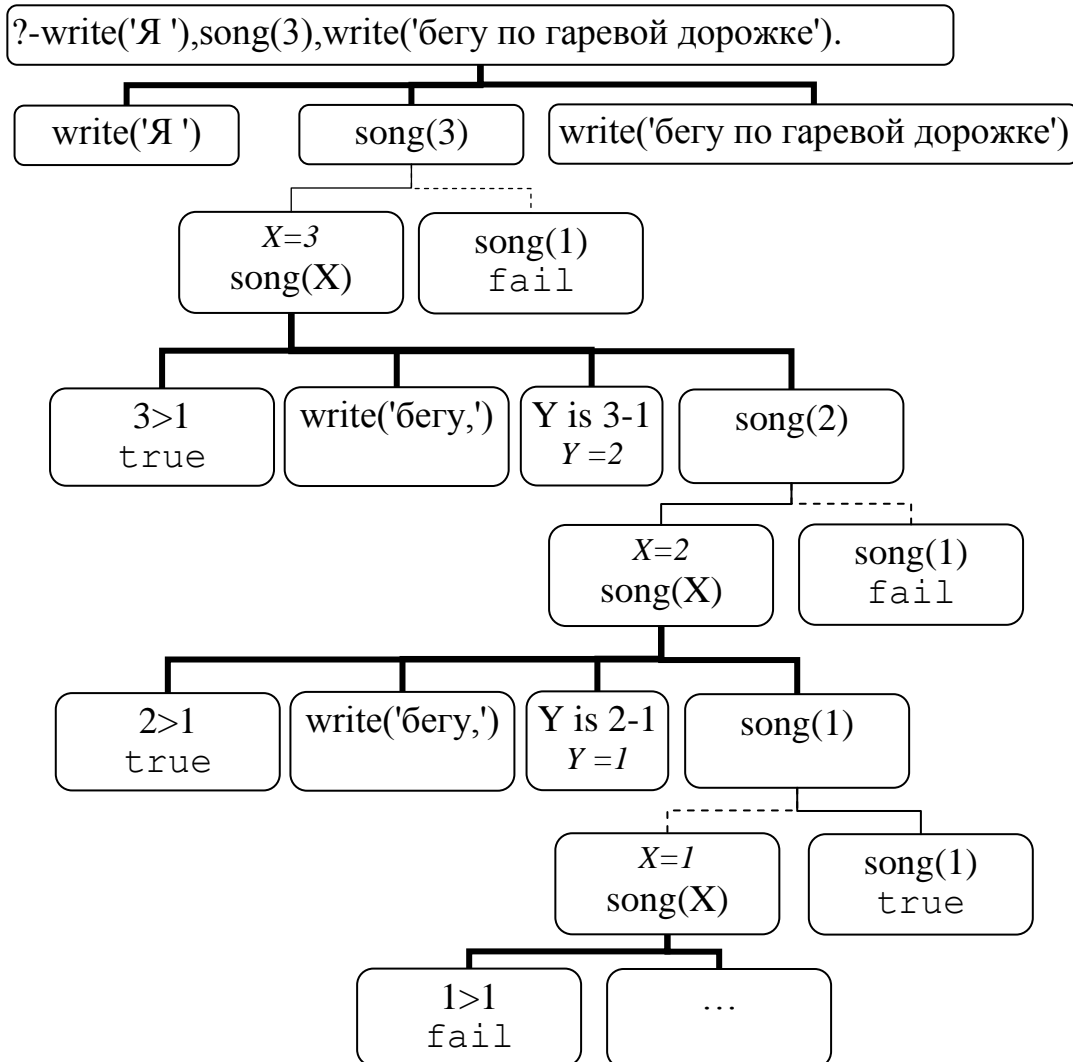 ?-write('Я '),song(3),write('бегу по гаревой дорожке').
write('Я ')
song(3)
write('бегу по гаревой дорожке')
X=3
song(X)
song(1)
fail
3>1
true
write('бегу,')
Y is 3-1
Y =2
song(2)
X=2
song(X)
song(1)
fail
2>1
true
write('бегу,')
Y is 2-1
Y =1
song(1)
X=1
song(X)
song(1)
true
1>1
fail
…